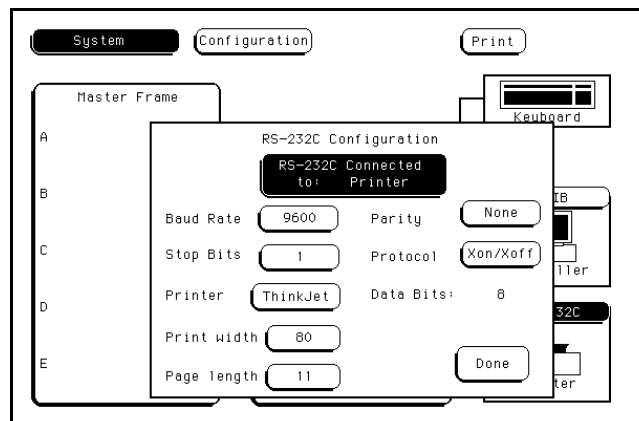 System
Configuration
Print
Master Frame
Keyboard
A
RS-232C Configuration
RS-232C Connected
to: Printer
B
IB
Baud Rate
9600
Parity
None
C
Stop Bits
1
Protocol
Xon/Xoff
ller
Printer
ThinkJet
Data Bits:
8
D
32C
Print width
80
E
Page length
11
Done
ter